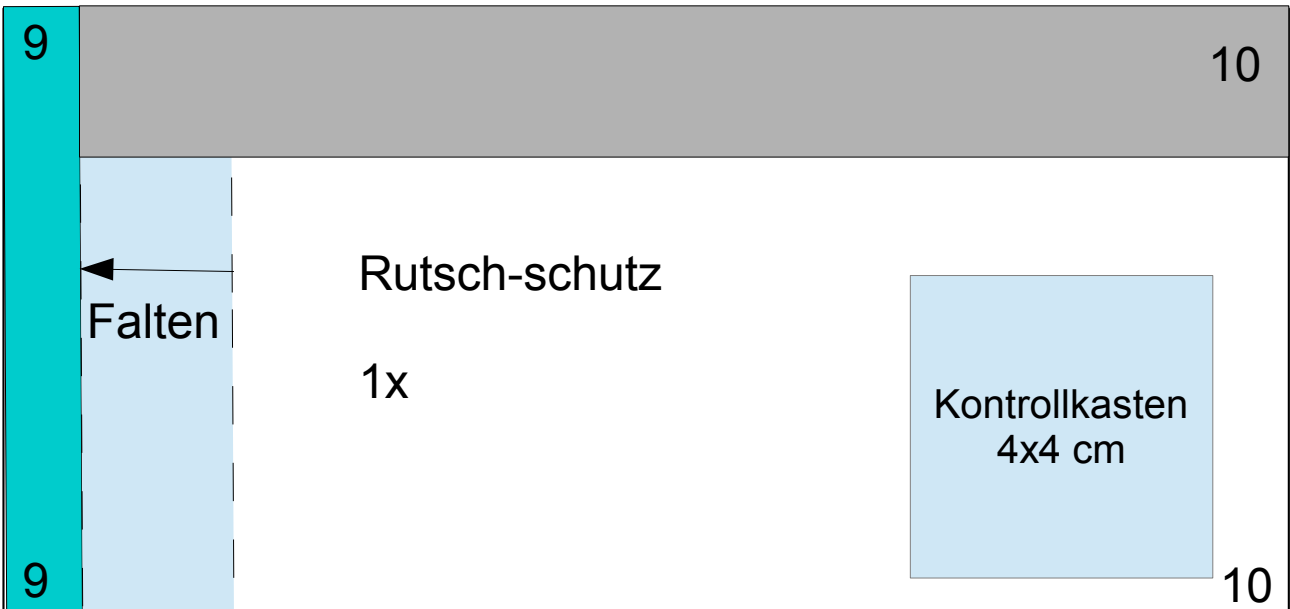 9
10
Rutsch-schutz
Falten
1x
Kontrollkasten
4x4 cm
9
10